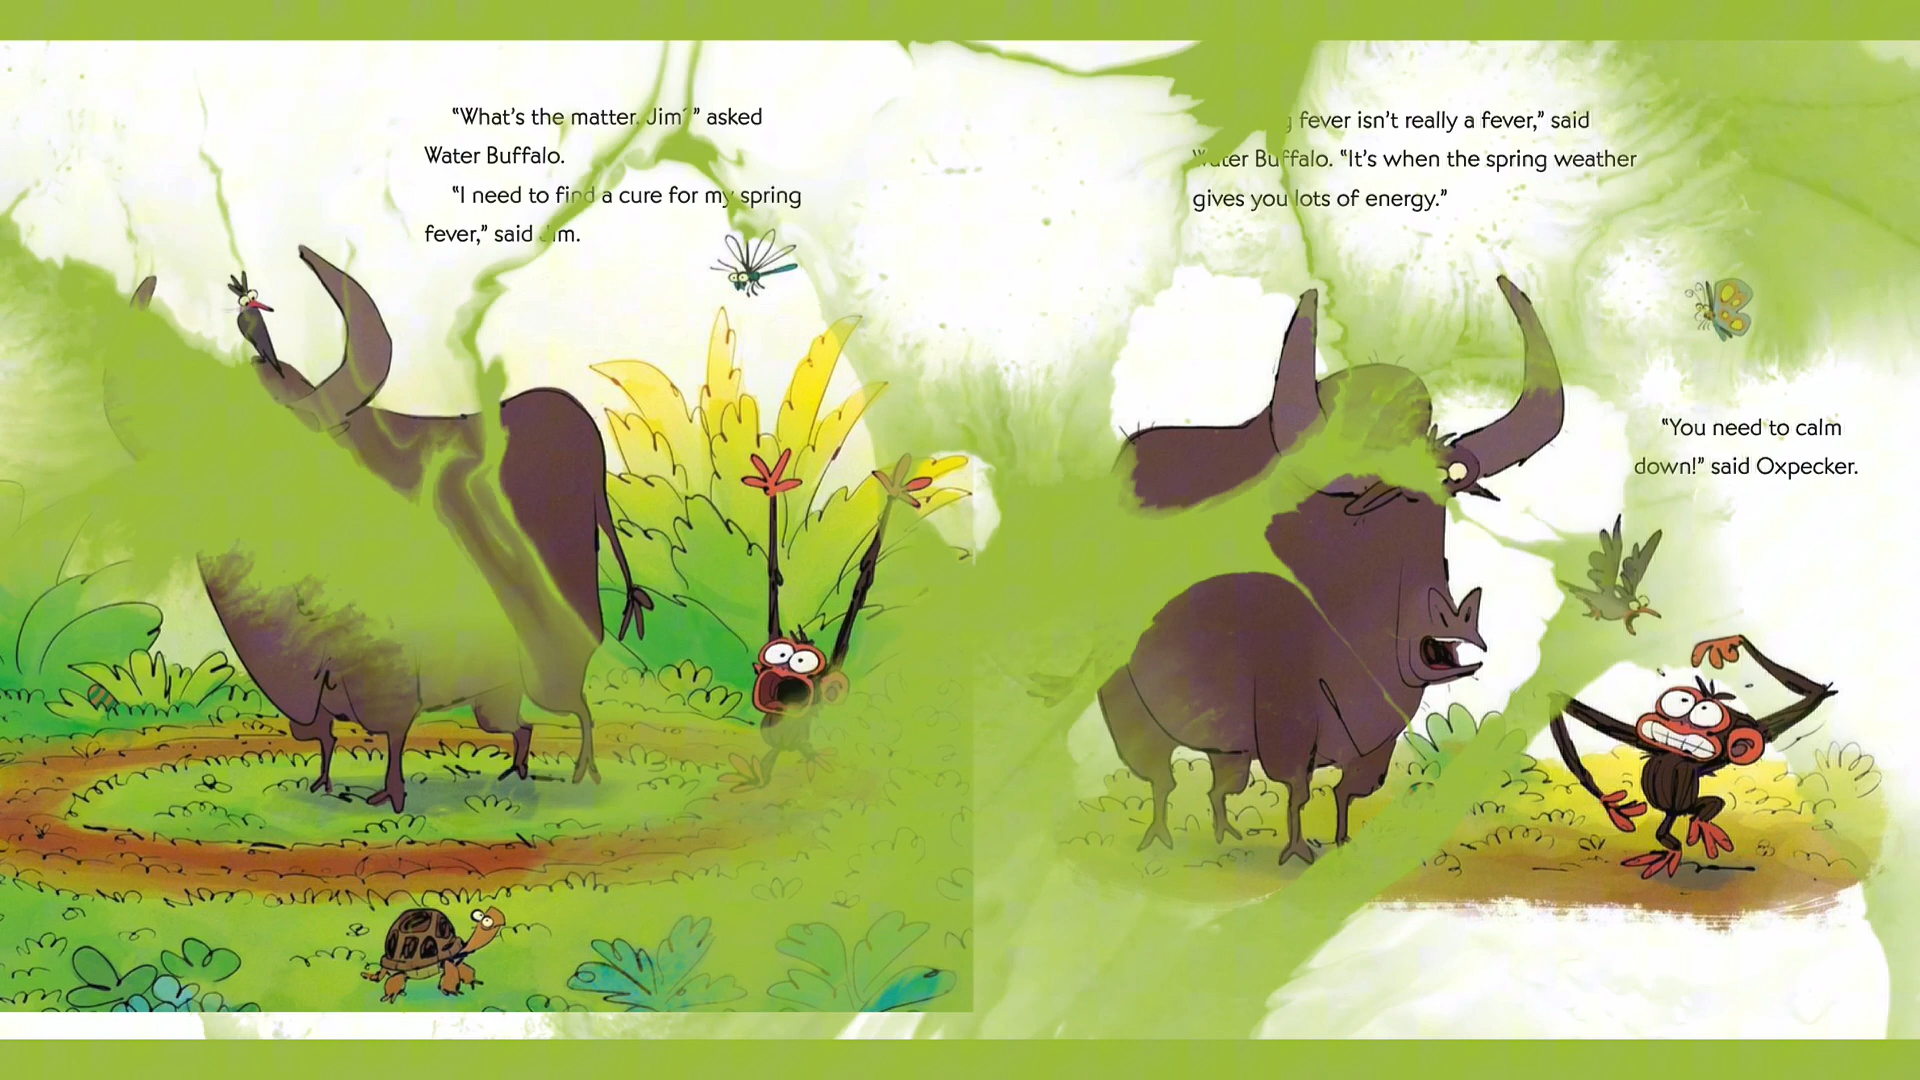 “What’s the matter, Jim ” asked
Water Buffalo.
“I need to find a cure for my spring
fever,” said Jim.
fever isn’t really a fever,” said
Water Buffalo. “It’s when the spring weather
gives you lots of energy.”
“You need to calm
down!” said Oxpecker.